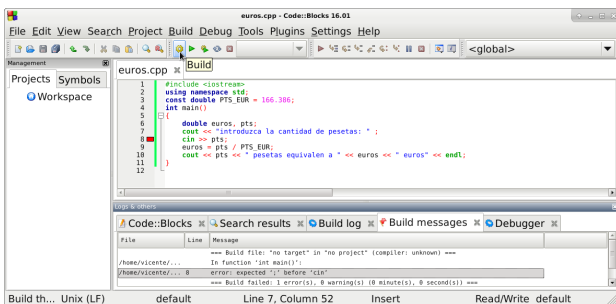 euros.cpp - Code::Blocks 16.01
File Edit View Search Project Build Debug Tools Plugins Settings Help
<global>
Management
Build
Projects Symbols
Workspace
euros.cpp
1 #include <iostream>
2 using namespace std;
3 const double PTS_EUR = 166.386;
4 int main()
5 {
6 double euros, pts;
7 cout << "introduzca la cantidad de pesetas: " ;
8 cin >> pts;
9 euros = pts / PTS_EUR;
10 cout << pts << " pesetas equivalen a " << euros << " euros" << endl;
11 }
12
Logs & others
Code::Blocks Search results Build log Build messages Debugger
File Line Message
=== Build file: "no target" in "no project" (compiler: unknown) ===
/home/vicente/... In function 'int main()':
/home/vicente/... 8 error: expected ';' before 'cin'
=== Build failed: 1 error(s), 0 warning(s) (0 minute(s), 0 second(s)) ===
Build th... Unix (LF) default Line 7, Column 52 Insert Read/Write default